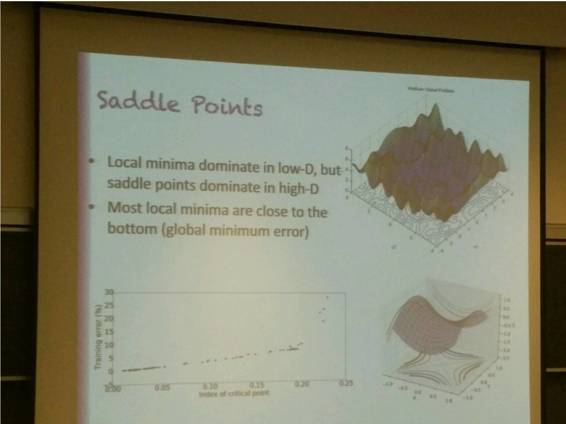 Saddle Points
• Local minima dominate in low-D, but
saddle points dominate in high-D
• Most local minima are close to the
bottom (global minimum error)
Training error (%)
30
25
20
15
10
5
0
0.00 0.05 0.10 0.15 0.20 0.25
Index of critical point